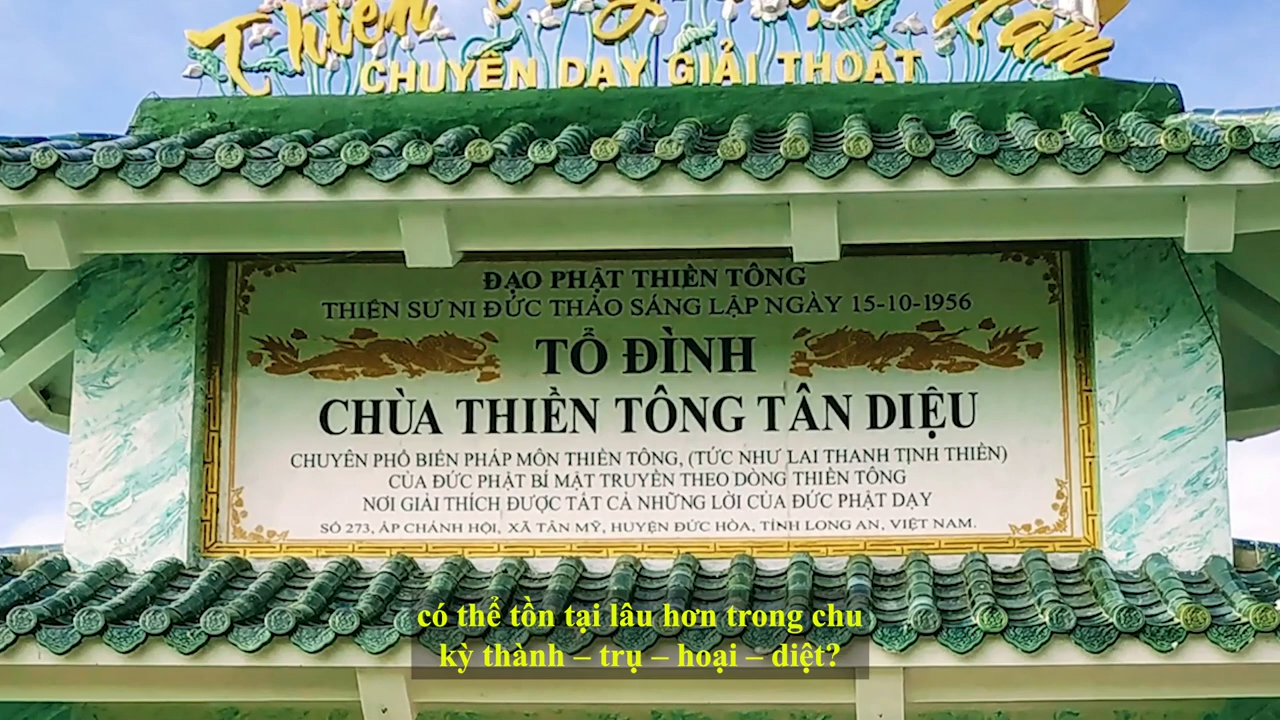 Thiền Tông Việt Nam
CHUYÊN DẠY GIẢI THOÁT
ĐẠO PHẬT THIỀN TÔNG
THIỀN SƯ NI ĐỨC THẢO SÁNG LẬP NGÀY 15-10-1956
TỔ ĐÌNH
CHÙA THIỀN TÔNG TÂN DIỆU
CHUYÊN PHỔ BIẾN PHÁP MÔN THIỀN TÔNG, (TỨC NHƯ LAI THANH TỊNH THIỀN)
CỦA ĐỨC PHẬT BÍ MẬT TRUYỀN THEO DÒNG THIỀN TÔNG
NƠI GIẢI THÍCH ĐƯỢC TẤT CẢ NHỮNG LỜI CỦA ĐỨC PHẬT DẠY
SỐ 273, ẤP CHÁNH HỘI, XÃ TÂN MỸ, HUYỆN ĐỨC HÒA, TỈNH LONG AN, VIỆT NAM.
có thể tồn tại lâu hơn trong chu
kỳ thành – trụ – hoại – diệt?